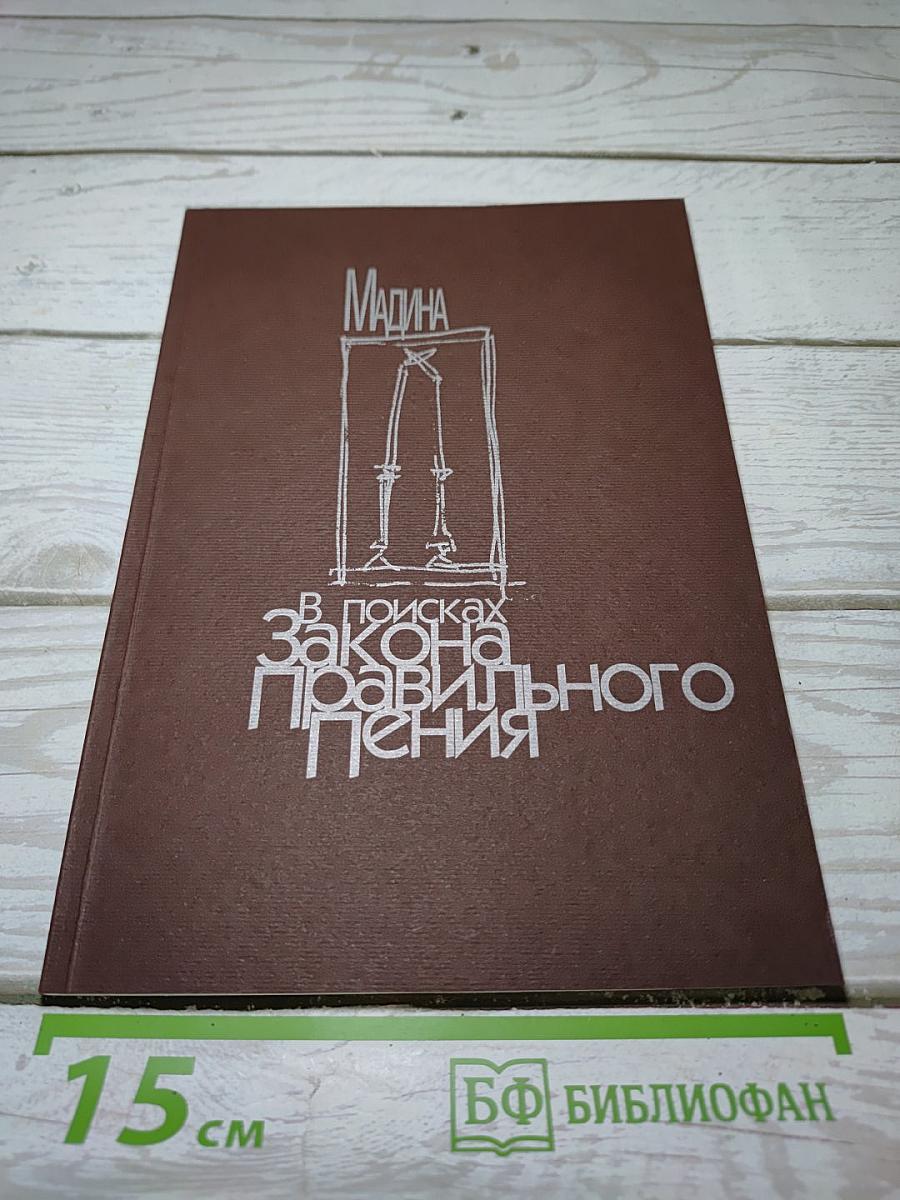 Мадина
В поисках
Закона
правильного
пения
15 см
БФ БИБЛИОФАН